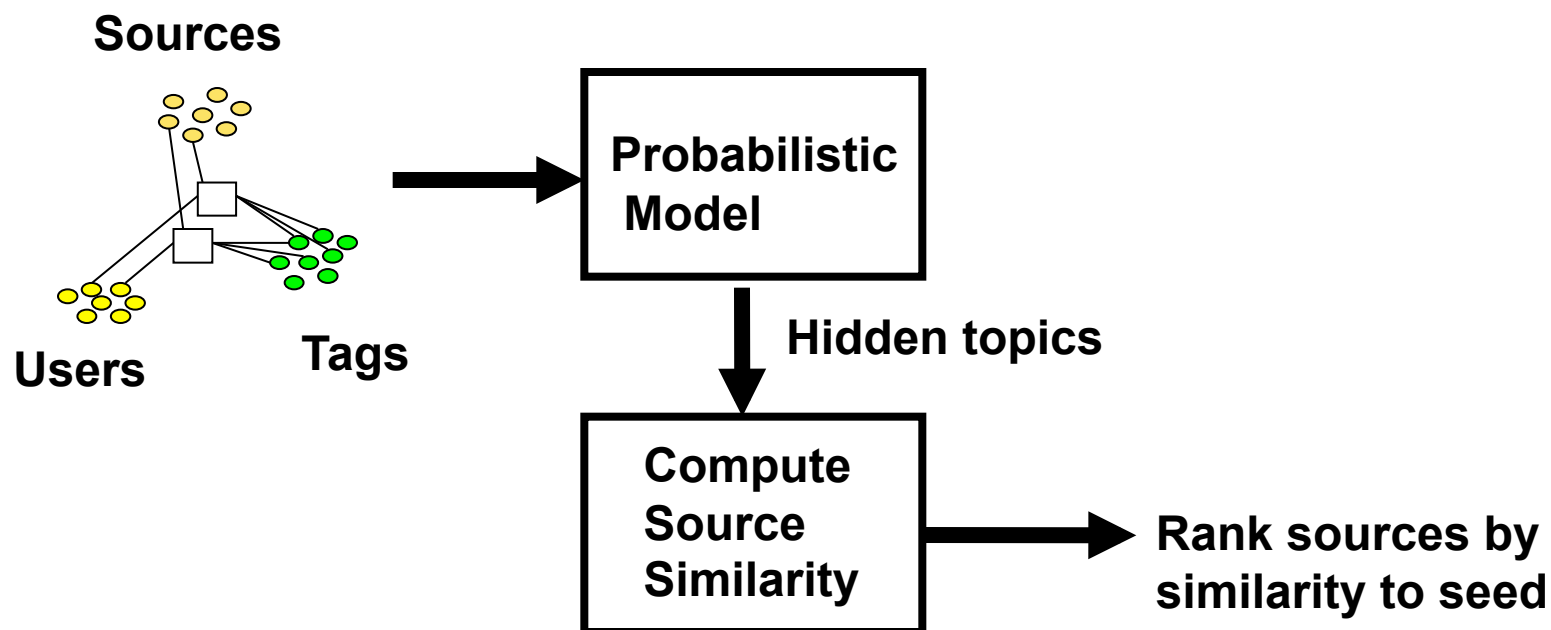 Sources
Probabilistic
Model
Users
Tags
Hidden topics
Compute
Source
Similarity
Rank sources by
similarity to seed